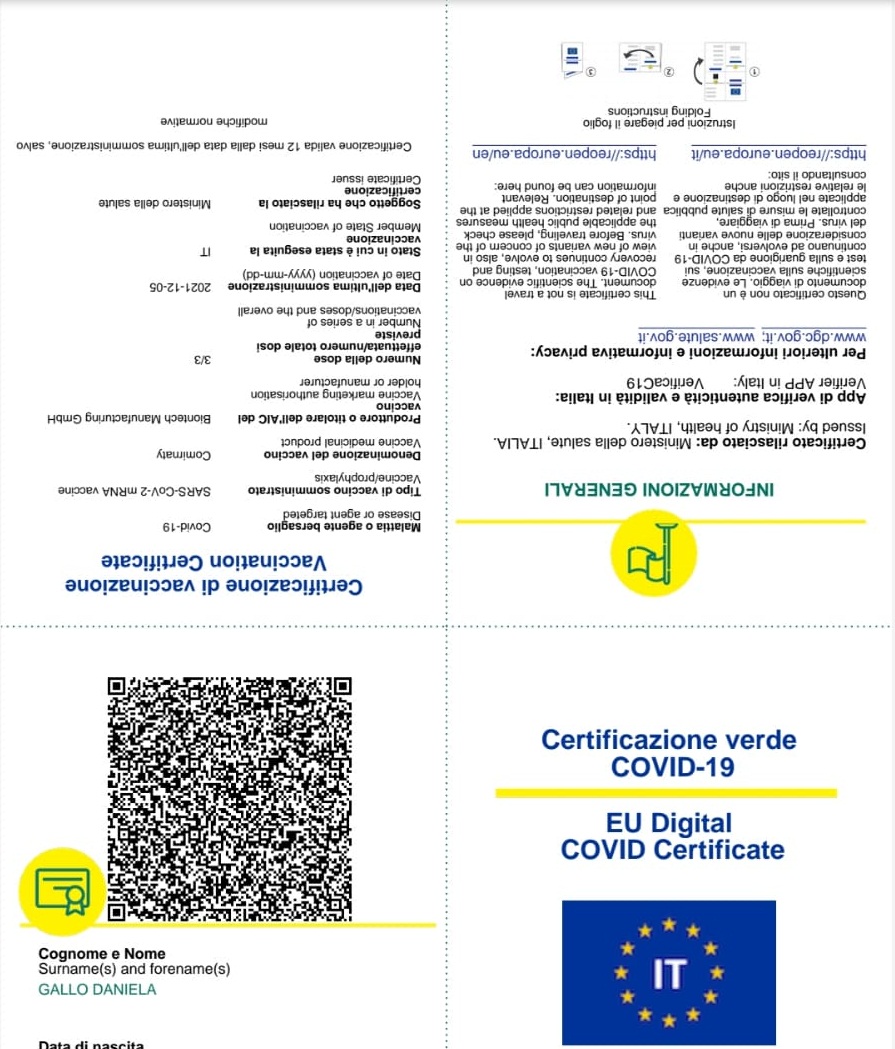 INFORMAZIONI GENERALI
Certificato rilasciato da: Ministero della salute, ITALIA.
Issued by: Ministry of health, ITALY.
App di verifica autenticità e validità in Italia:
Verifier APP in Italy: VerificaC19
Per ulteriori informazioni e informativa privacy:
www.dgc.gov.it; www.salute.gov.it
Questo certificato non è un
documento di viaggio. Le evidenze
scientifiche sulla vaccinazione, sui
test e sulla guarigione da COVID-19
continuano ad evolversi, anche in
considerazione delle nuove varianti
del virus. Prima di viaggiare,
controllate le misure di salute pubblica
applicate nel luogo di destinazione e
le relative restrizioni anche
consultando il sito:
https://reopen.europa.eu/it
This certificate is not a travel
document. The scientific evidence on
COVID-19 vaccination, testing and
recovery continues to evolve, also in
view of new variants of concern of the
virus. Before traveling, please check
the applicable public health measures
and related restrictions applied at the
point of destination. Relevant
information can be found here:
https://reopen.europa.eu/en
Istruzioni per piegare il foglio
Folding instructions
1
2
3
Certificazione di vaccinazione
Vaccination Certificate
Malattia o agente bersaglio Covid-19
Disease or agent targeted
Tipo di vaccino somministrato SARS-CoV-2 mRNA vaccine
Vaccine/prophylaxis
Denominazione del vaccino Comirnaty
Vaccine medicinal product
Produttore o titolare dell'AIC del Biontech Manufacturing GmbH
vaccino
Vaccine marketing authorisation
holder or manufacturer
Numero della dose 3/3
effettuata/numero totale dosi
previste
Number in a series of
vaccinations/doses and the overall
Data dell'ultima somministrazione 2021-12-05
Date of vaccination (yyyy-mm-dd)
Stato in cui è stata eseguita la IT
vaccinazione
Member State of vaccination
Soggetto che ha rilasciato la Ministero della salute
certificazione
Certificate issuer
Certificazione valida 12 mesi dalla data dell'ultima somministrazione, salvo
modifiche normative
Cognome e Nome
Surname(s) and forename(s)
GALLO DANIELA
Data di nascita
Certificazione verde
COVID-19
EU Digital
COVID Certificate
IT